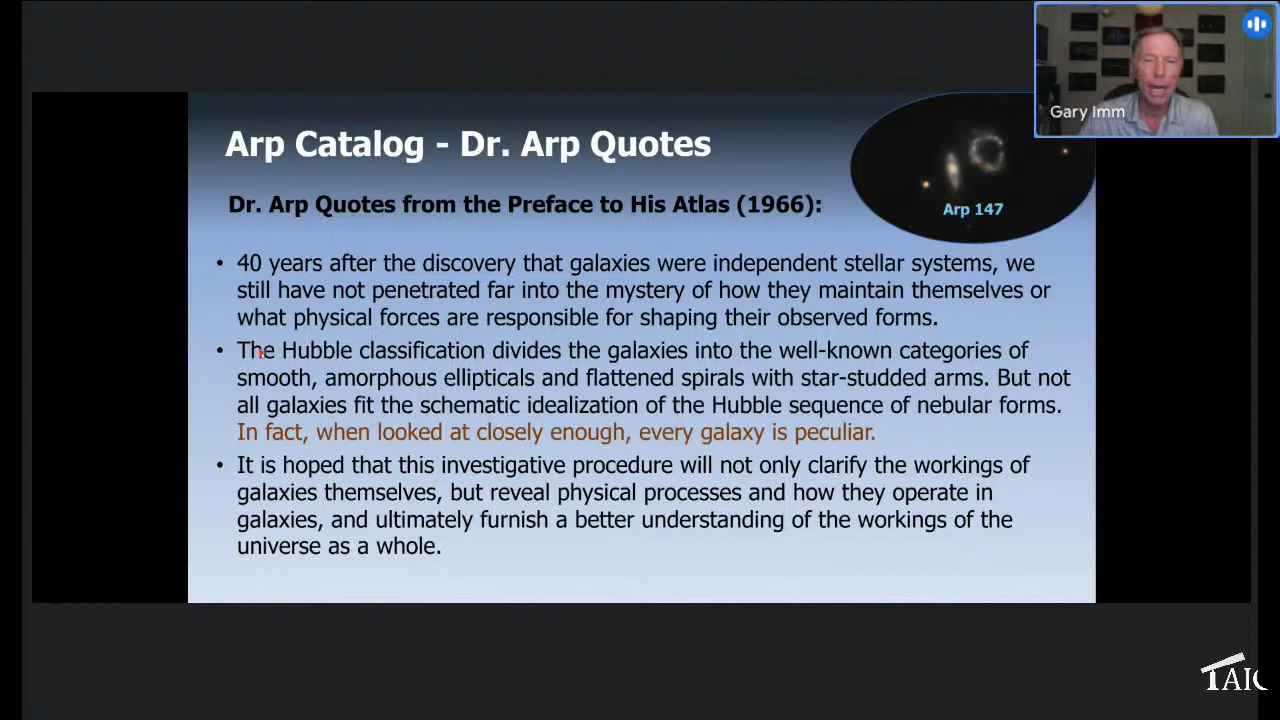 Gary Imm
Arp Catalog - Dr. Arp Quotes
Dr. Arp Quotes from the Preface to His Atlas (1966):
Arp 147
• 40 years after the discovery that galaxies were independent stellar systems, we
still have not penetrated far into the mystery of how they maintain themselves or
what physical forces are responsible for shaping their observed forms.
• The Hubble classification divides the galaxies into the well-known categories of
smooth, amorphous ellipticals and flattened spirals with star-studded arms. But not
all galaxies fit the schematic idealization of the Hubble sequence of nebular forms.
In fact, when looked at closely enough, every galaxy is peculiar.
• It is hoped that this investigative procedure will not only clarify the workings of
galaxies themselves, but reveal physical processes and how they operate in
galaxies, and ultimately furnish a better understanding of the workings of the
universe as a whole.
TAIC